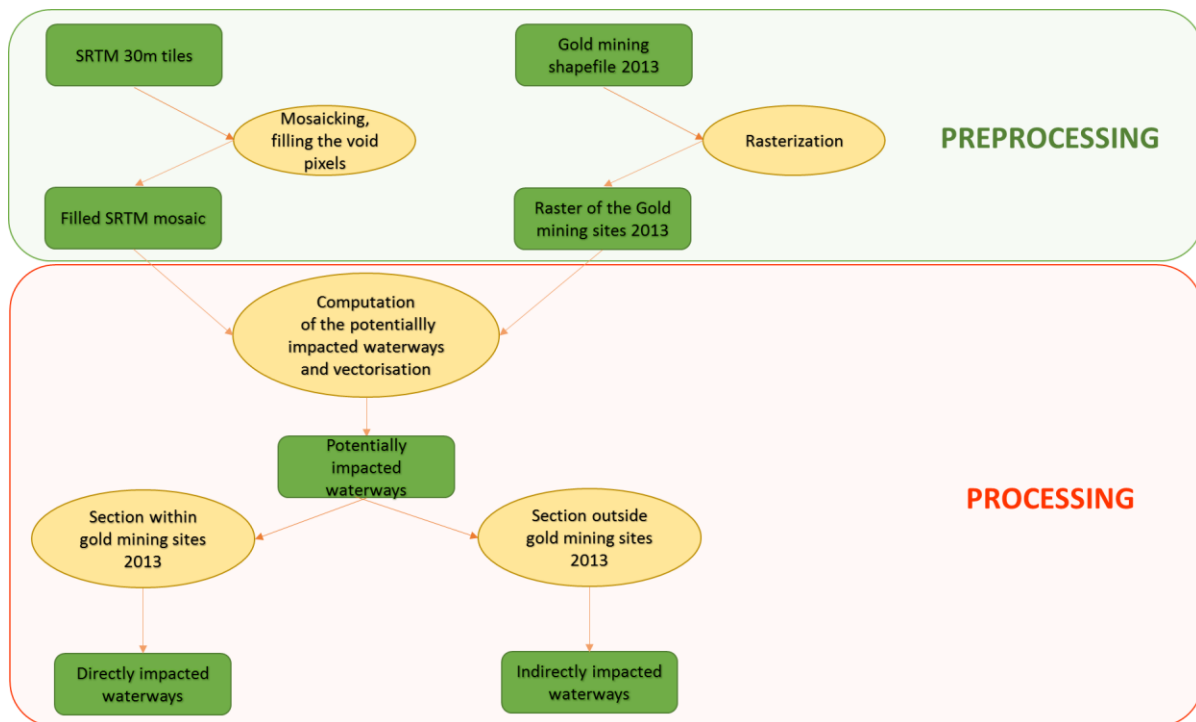 SRTM 30m tiles
Gold mining
shapefile 2013
Mosaicking,
filling the void
pixels
Rasterization
PREPROCESSING
Filled SRTM mosaic
Raster of the Gold
mining sites 2013
Computation
of the potentiallly
impacted waterways
and vectorisation
Potentially
impacted
waterways
PROCESSING
Section within
gold mining sites
2013
Section outside
gold mining sites
2013
Directly impacted
waterways
Indirectly impacted
waterways